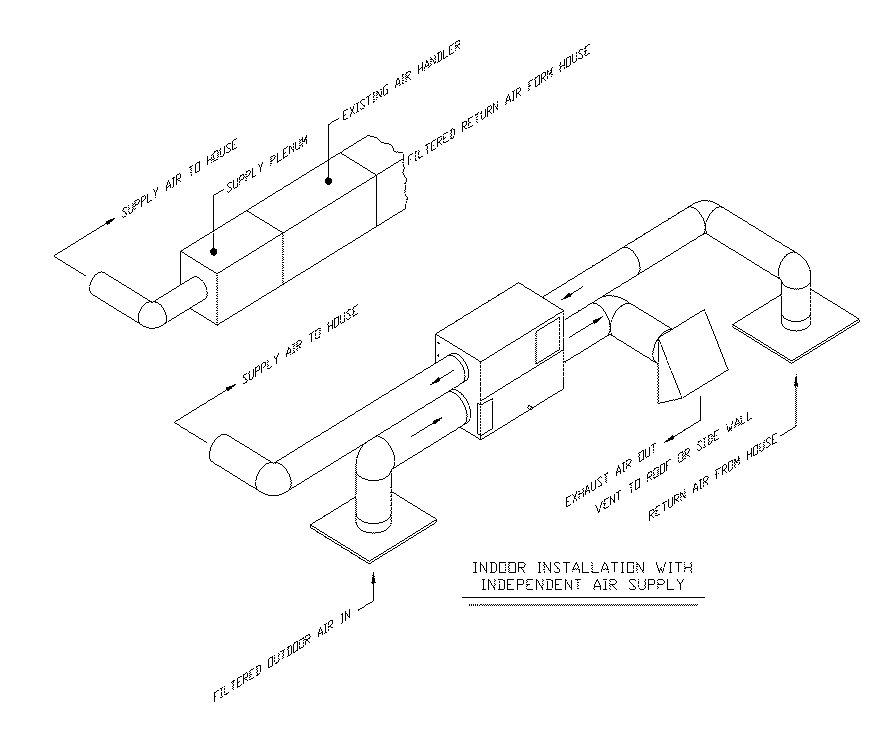 EXISTING AIR HANDLER
FILTERED RETURN AIR FORM HOUSE
SUPPLY PLENUM
SUPPLY AIR TO HOUSE
SUPPLY AIR TO HOUSE
EXHAUST AIR OUT
VENT TO ROOF OR SIDE WALL
RETURN AIR FROM HOUSE
INDOOR INSTALLATION WITH
INDEPENDENT AIR SUPPLY
FILTERED OUTDOOR AIR IN